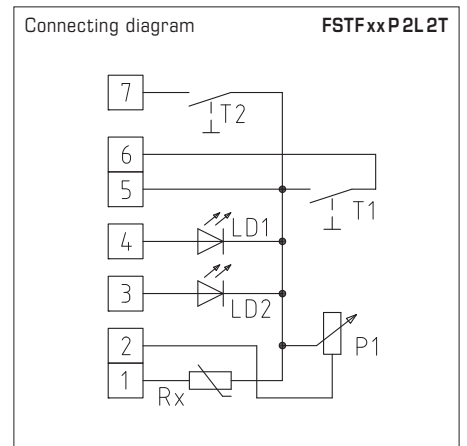 Connecting diagram FSTFxxP2L2T
7
T2
6
5
T1
4
LD1
3
LD2
2
P1
1
Rx